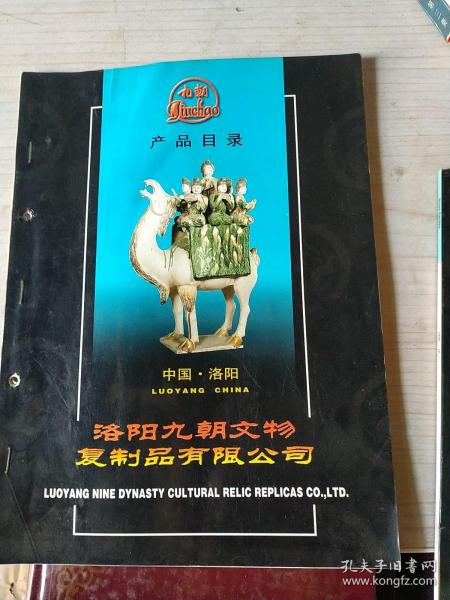 九朝
Jiuchao
产品目录
中国·洛阳
LUOYANG CHINA
洛阳九朝文物
复制品有限公司
LUOYANG NINE DYNASTY CULTURAL RELIC REPLICAS CO.,LTD.
孔夫子旧书网
www.kongfz.com